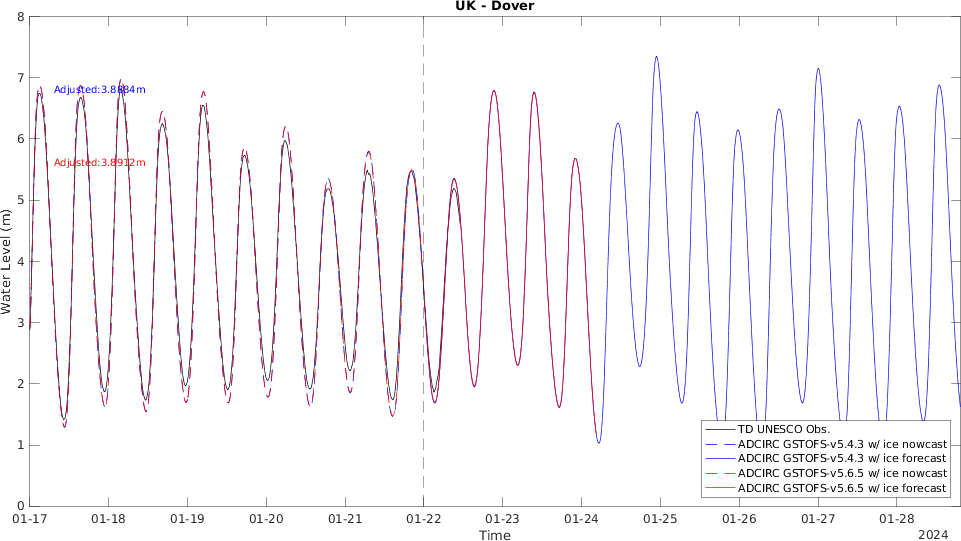 UK - Dover
8
7
6
5
4
3
2
1
0
Water Level (m)
Adjusted:3.8884m
Adjusted:3.8912m
TD UNESCO Obs.
ADCIRC GSTOFS-v5.4.3 w/ ice nowcast
ADCIRC GSTOFS-v5.4.3 w/ ice forecast
ADCIRC GSTOFS-v5.6.5 w/ ice nowcast
ADCIRC GSTOFS-v5.6.5 w/ ice forecast
01-17 01-18 01-19 01-20 01-21 01-22 01-23 01-24 01-25 01-26 01-27 01-28
Time
2024